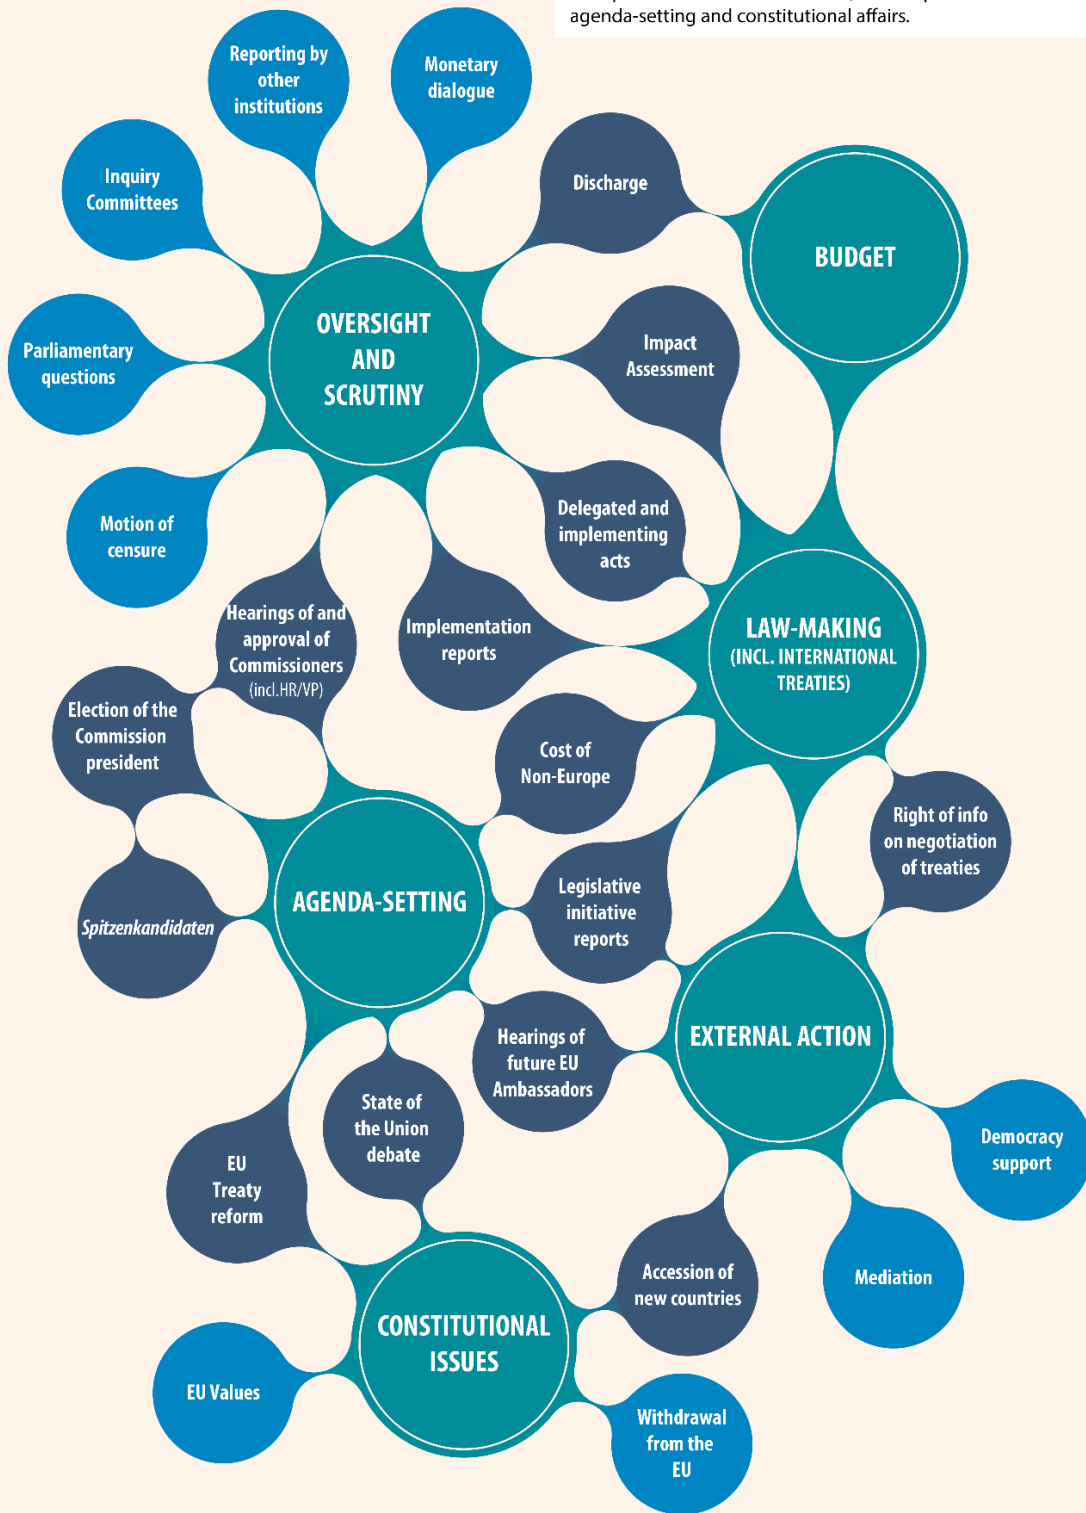 agenda-setting and constitutional affairs.
Reporting by
other
institutions
Monetary
dialogue
Inquiry
Committees
Discharge
BUDGET
Parliamentary
questions
OVERSIGHT
AND
SCRUTINY
Impact
Assessment
Motion of
censure
Delegated and
implementing
acts
Hearings of and
approval of
Commissioners
(incl.HR/VP)
Implementation
reports
LAW-MAKING
(INCL. INTERNATIONAL
TREATIES)
Election of the
Commission
president
Cost of
Non-Europe
Right of info
on negotiation
of treaties
Spitzenkandidaten
AGENDA-SETTING
Legislative
initiative
reports
Hearings of
future EU
Ambassadors
EXTERNAL ACTION
State of
the Union
debate
EU
Treaty
reform
Democracy
support
Accession of
new countries
Mediation
CONSTITUTIONAL
ISSUES
EU Values
Withdrawal
from the
EU